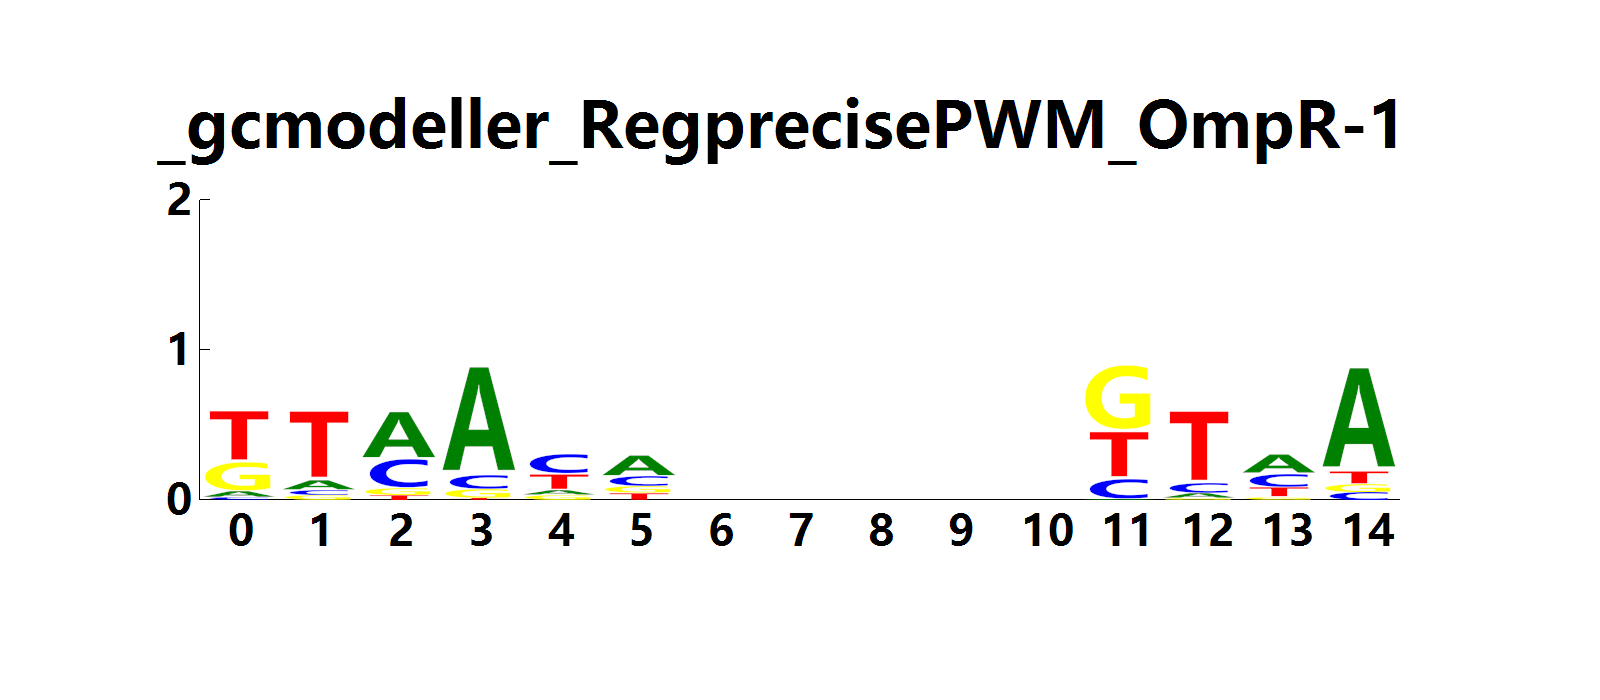 _gcmodeller_RegprecisePWM_OmpR-1
2
1
0
T T A A C A G T A A
G A C C T C T C C T
A C G G A G C A T G
C G T T G T T G C
0 1 2 3 4 5 6 7 8 9 10 11 12 13 14